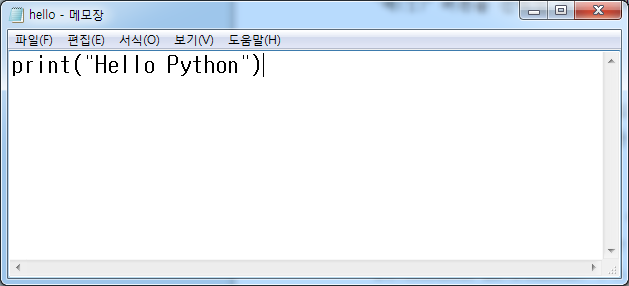 hello - 메모장
파일(F) 편집(E) 서식(O) 보기(V) 도움말(H)
print("Hello Python")